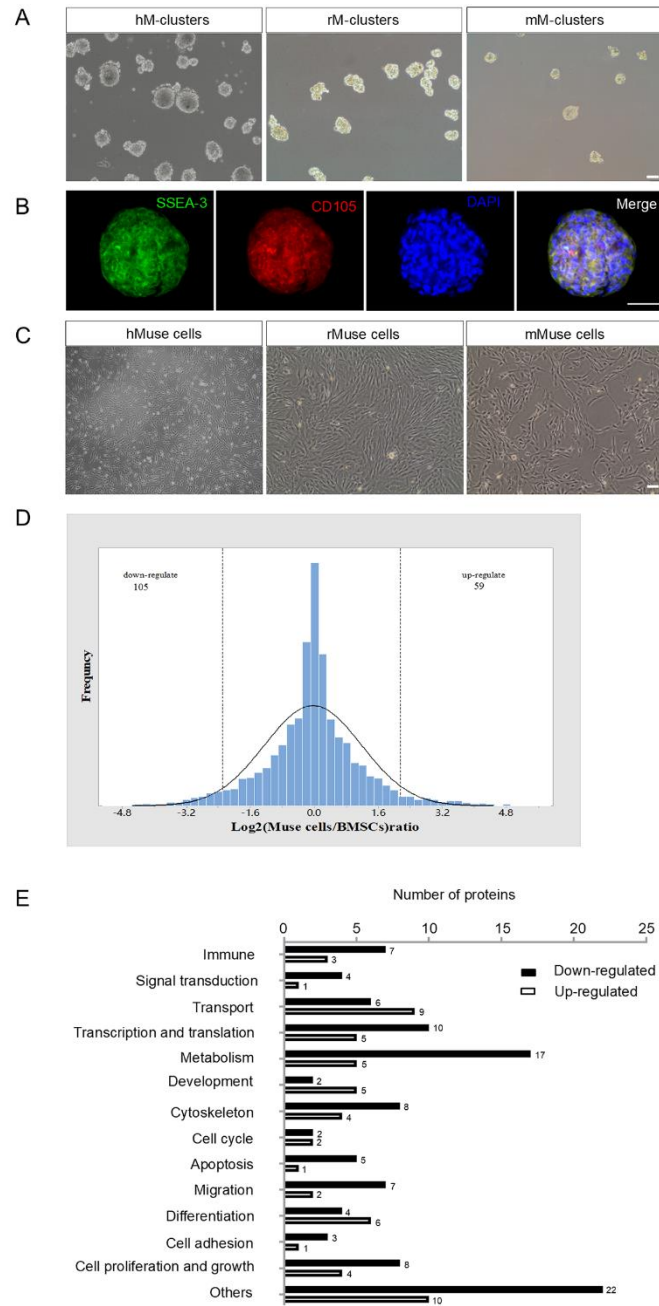 A
hM-clusters rM-clusters mM-clusters
B
SSEA-3 CD105 DAPI Merge
C
hMuse cells rMuse cells mMuse cells
D
down-regulate
105
up-regulate
59
Frequncy
-4.8 -3.2 -1.6 0.0 1.6 3.2 4.8
Log2(Muse cells/BMSCs)ratio
E
Number of proteins
0 5 10 15 20 25
Down-regulated
Up-regulated
Immune 7
3
Signal transduction 4
1
Transport 6
9
Transcription and translation 10
5
Metabolism 17
5
Development 2
5
Cytoskeleton 8
4
Cell cycle 2
2
Apoptosis 5
1
Migration 7
2
Differentiation 4
6
Cell adhesion 3
1
Cell proliferation and growth 8
4
Others 22
10